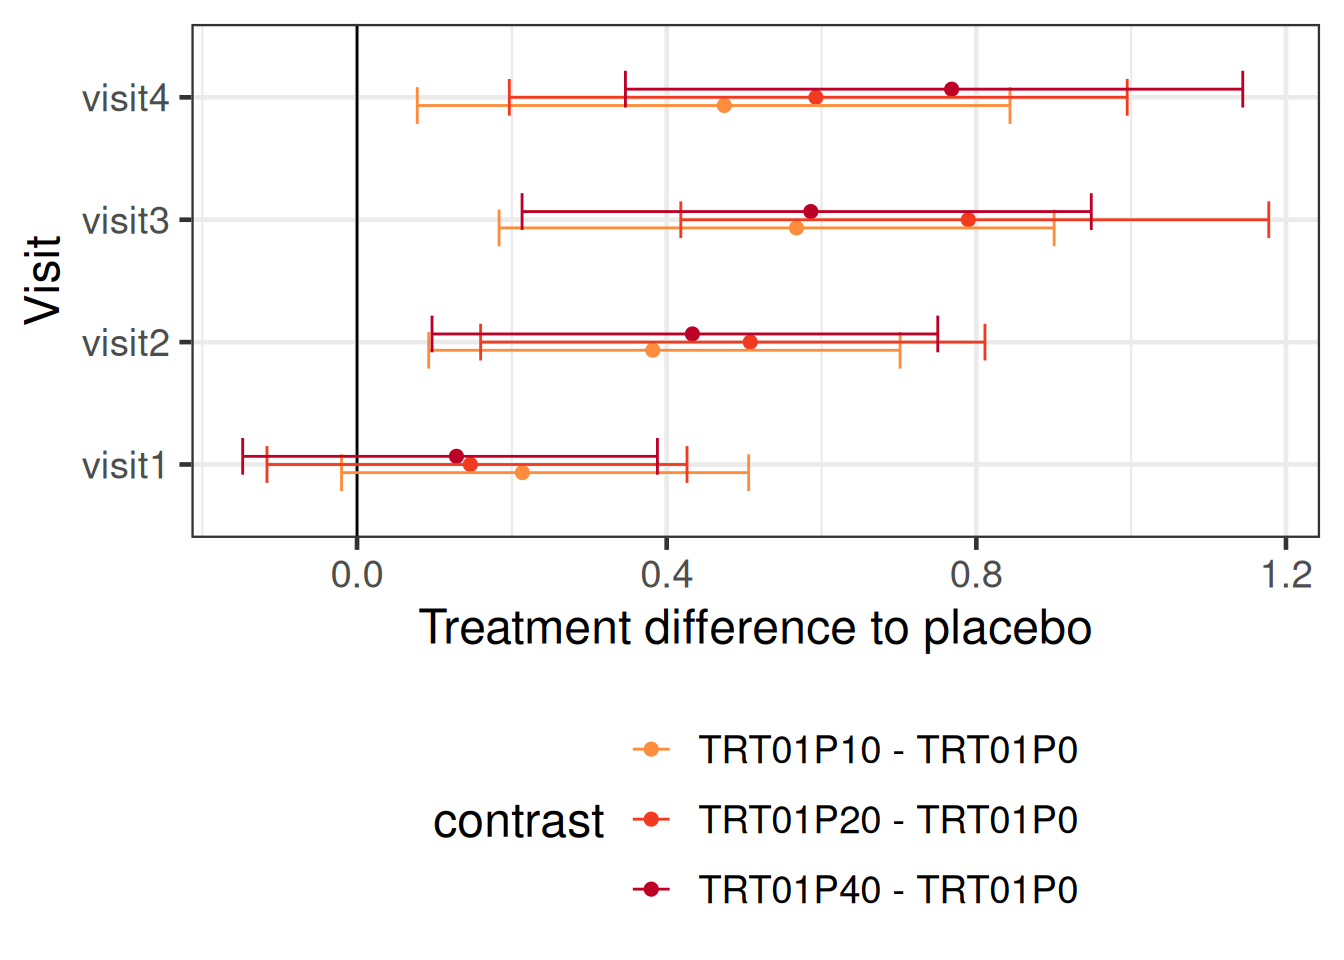 visit4
visit3
visit2
visit1
Visit
0.0 0.4 0.8 1.2
Treatment difference to placebo
contrast
TRT01P10 - TRT01P0
TRT01P20 - TRT01P0
TRT01P40 - TRT01P0